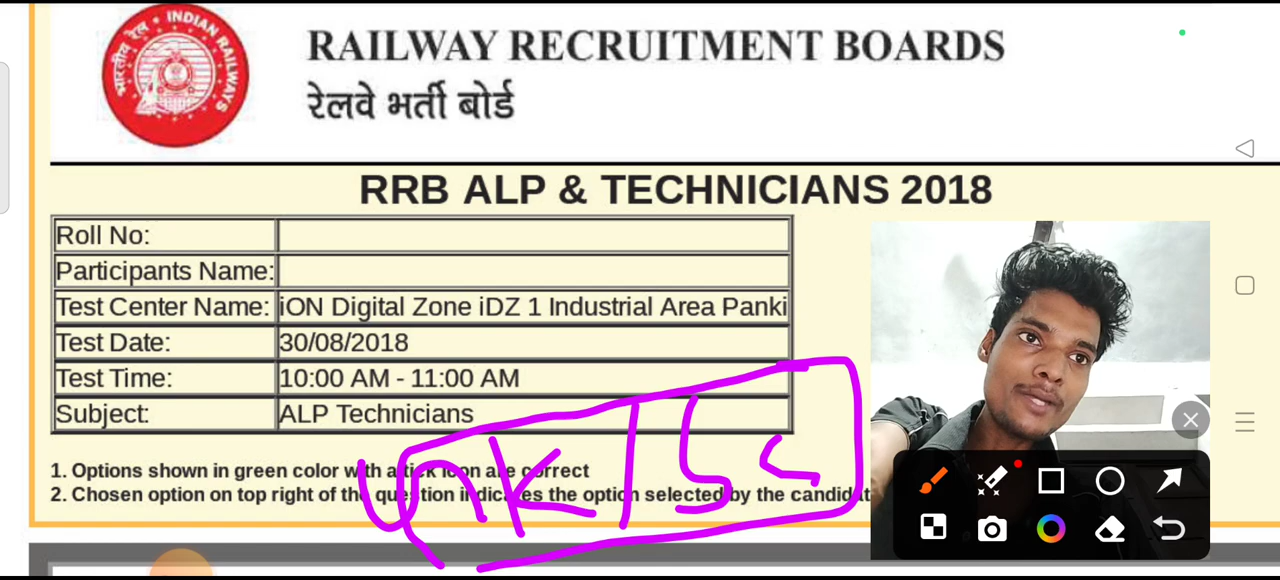 भारतीय रेल
INDIAN RAILWAYS
RAILWAY RECRUITMENT BOARDS
रेलवे भर्ती बोर्ड
RRB ALP & TECHNICIANS 2018
Roll No:
Participants Name:
Test Center Name: iON Digital Zone iDZ 1 Industrial Area Panki
Test Date: 30/08/2018
Test Time: 10:00 AM - 11:00 AM
Subject: ALP Technicians
1. Options shown in green color with a tick icon are correct
2. Chosen option on top right of the question indicates the option selected by the candidat